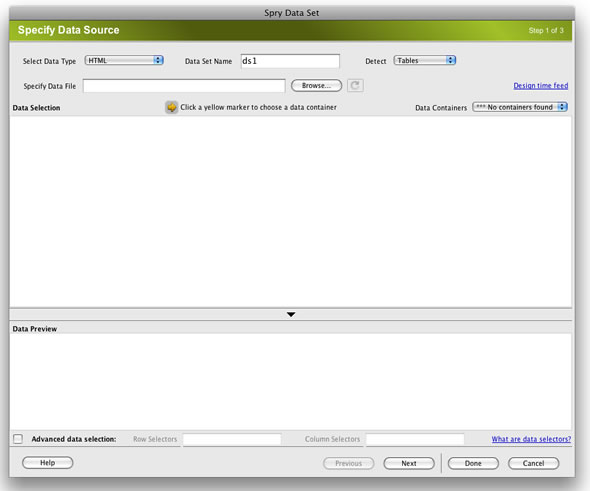 Spry Data Set
Specify Data Source
Step 1 of 3
Select Data Type HTML Data Set Name ds1 Detect Tables
Specify Data File Browse... Design time feed
Data Selection Click a yellow marker to choose a data container Data Containers *** No containers found
Data Preview
Advanced data selection: Row Selectors Column Selectors What are data selectors?
Help Previous Next Done Cancel